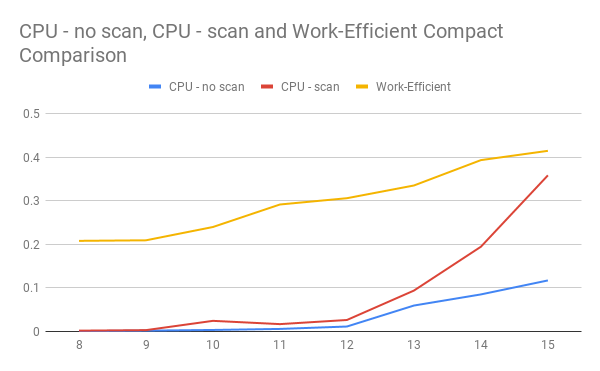 CPU - no scan, CPU - scan and Work-Efficient Compact
Comparison
CPU - no scan CPU - scan Work-Efficient
0.5
0.4
0.3
0.2
0.1
0
8 9 10 11 12 13 14 15